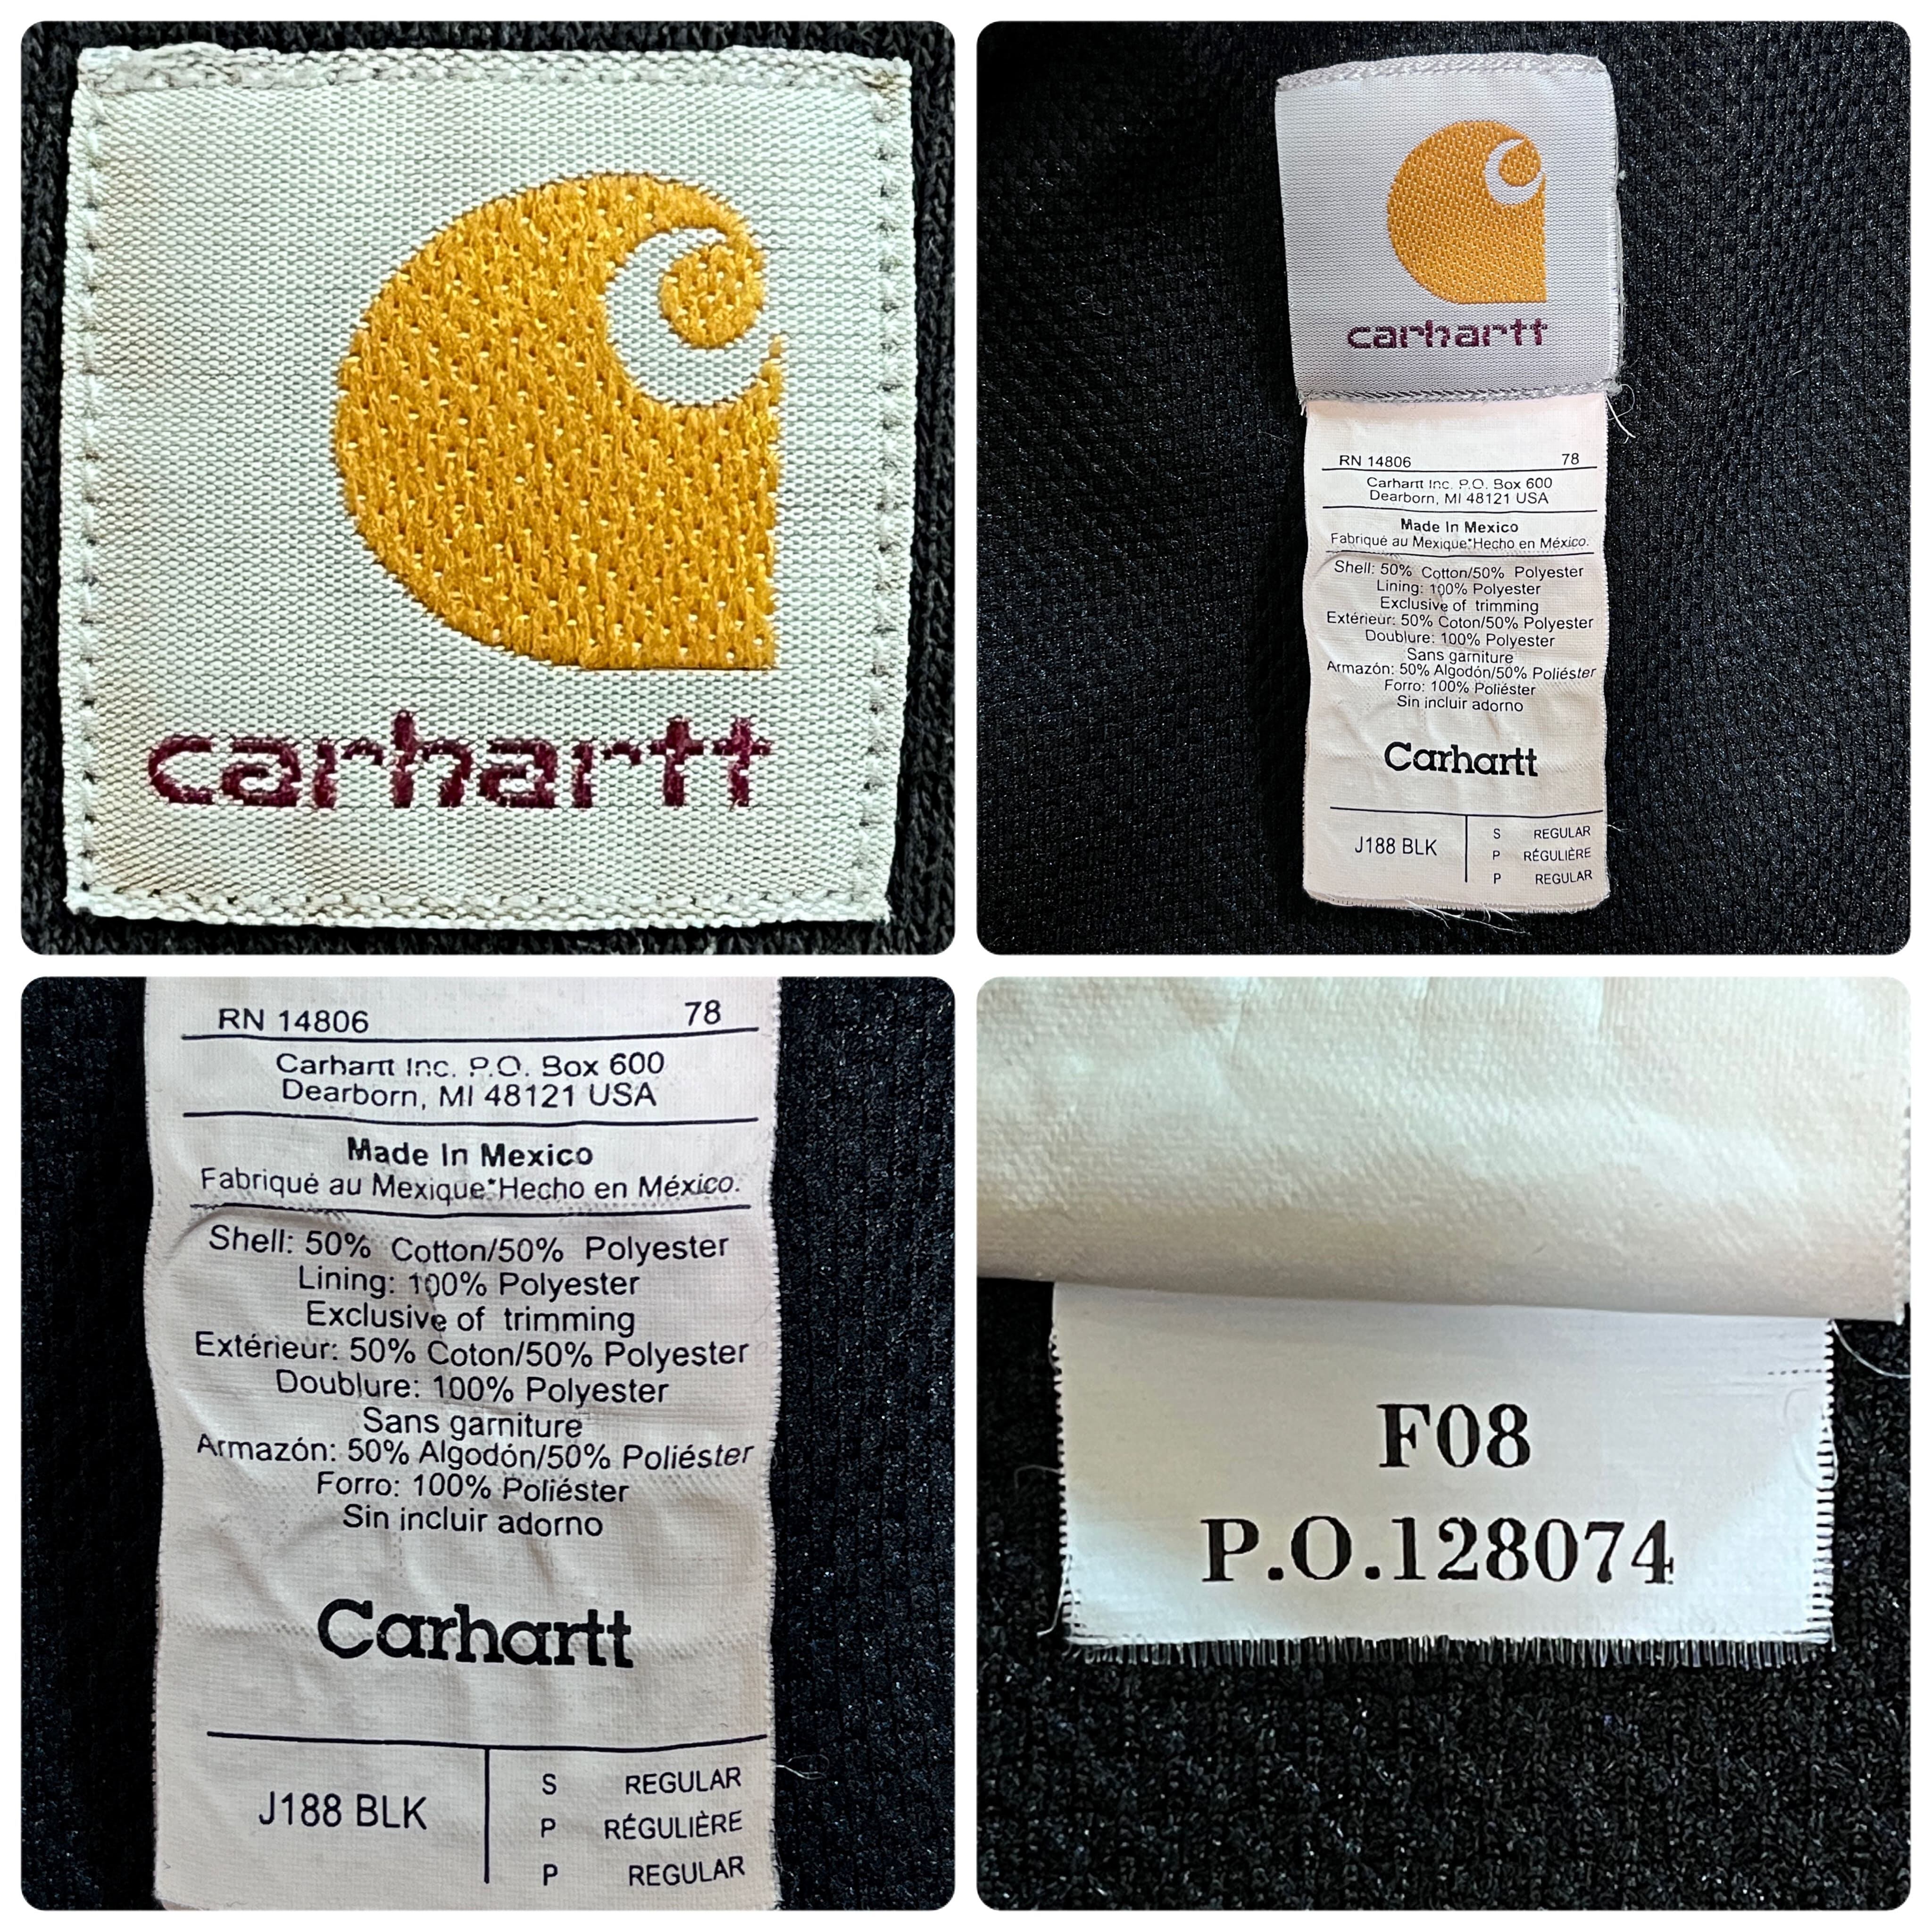 carhartt
carhartt
RN 14806 78
Carhartt Inc. P.O. Box 600
Dearborn, MI 48121 USA
Made In Mexico
Fabriqué au Mexique*Hecho en México.
Shell: 50% Cotton/50% Polyester
Lining: 100% Polyester
Exclusive of trimming
Extérieur: 50% Coton/50% Polyester
Doublure: 100% Polyester
Sans garniture
Armazón: 50% Algodón/50% Poliéster
Forro: 100% Poliéster
Sin incluir adorno
Carhartt
J188 BLK
S REGULAR
P RÉGULIÈRE
P REGULAR
RN 14806 78
Carhartt Inc. P.O. Box 600
Dearborn, MI 48121 USA
Made In Mexico
Fabriqué au Mexique*Hecho en México.
Shell: 50% Cotton/50% Polyester
Lining: 100% Polyester
Exclusive of trimming
Extérieur: 50% Coton/50% Polyester
Doublure: 100% Polyester
Sans garniture
Armazón: 50% Algodón/50% Poliéster
Forro: 100% Poliéster
Sin incluir adorno
Carhartt
J188 BLK
S REGULAR
P RÉGULIÈRE
P REGULAR
F08
P.O.128074